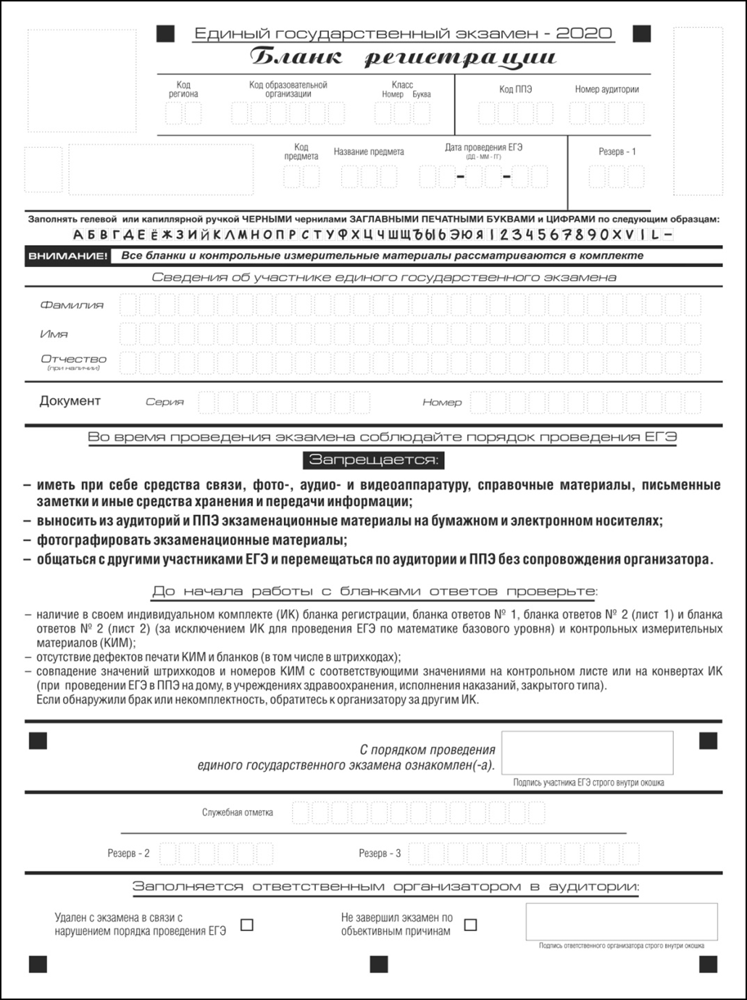 Единый государственный экзамен - 2020
Бланк регистрации
Код региона
Код образовательной организации
Класс
Номер Буква
Код ППЭ
Номер аудитории
Код предмета
Название предмета
Дата проведения ЕГЭ
(ДД - ММ - ГГ)
Резерв - 1
Заполнять гелевой или капиллярной ручкой ЧЕРНЫМИ чернилами ЗАГЛАВНЫМИ ПЕЧАТНЫМИ БУКВАМИ и ЦИФРАМИ по следующим образцам:
А Б В Г Д Е Ё Ж З И Й К Л М Н О П Р С Т У Ф Х Ц Ч Ш Щ Ъ Ы Ь Э Ю Я 1 2 3 4 5 6 7 8 9 0 X V I L -
ВНИМАНИЕ! Все бланки и контрольные измерительные материалы рассматриваются в комплекте
Сведения об участнике единого государственного экзамена
Фамилия
Имя
Отчество
(при наличии)
Документ Серия Номер
Во время проведения экзамена соблюдайте порядок проведения ЕГЭ
Запрещается:
– иметь при себе средства связи, фото-, аудио- и видеоаппаратуру, справочные материалы, письменные
заметки и иные средства хранения и передачи информации;
– выносить из аудиторий и ППЭ экзаменационные материалы на бумажном и электронном носителях;
– фотографировать экзаменационные материалы;
– общаться с другими участниками ЕГЭ и перемещаться по аудитории и ППЭ без сопровождения организатора.
До начала работы с бланками ответов проверьте:
– наличие в своем индивидуальном комплекте (ИК) бланка регистрации, бланка ответов № 1, бланка ответов № 2 (лист 1) и бланка
ответов № 2 (лист 2) (за исключением ИК для проведения ЕГЭ по математике базового уровня) и контрольных измерительных
материалов (КИМ);
– отсутствие дефектов печати КИМ и бланков (в том числе в штрихкодах);
– совпадение значений штрихкодов и номеров КИМ с соответствующими значениями на контрольном листе или на конвертах ИК
(при проведении ЕГЭ в ППЭ на дому, в учреждениях здравоохранения, исполнения наказаний, закрытого типа).
Если обнаружили брак или некомплектность, обратитесь к организатору за другим ИК.
С порядком проведения
единого государственного экзамена ознакомлен(-а).
Подпись участника ЕГЭ строго внутри окошка
Служебная отметка
Резерв - 2 Резерв - 3
Заполняется ответственным организатором в аудитории:
Удален с экзамена в связи с
нарушением порядка проведения ЕГЭ
Не завершил экзамен по
объективным причинам
Подпись ответственного организатора строго внутри окошка